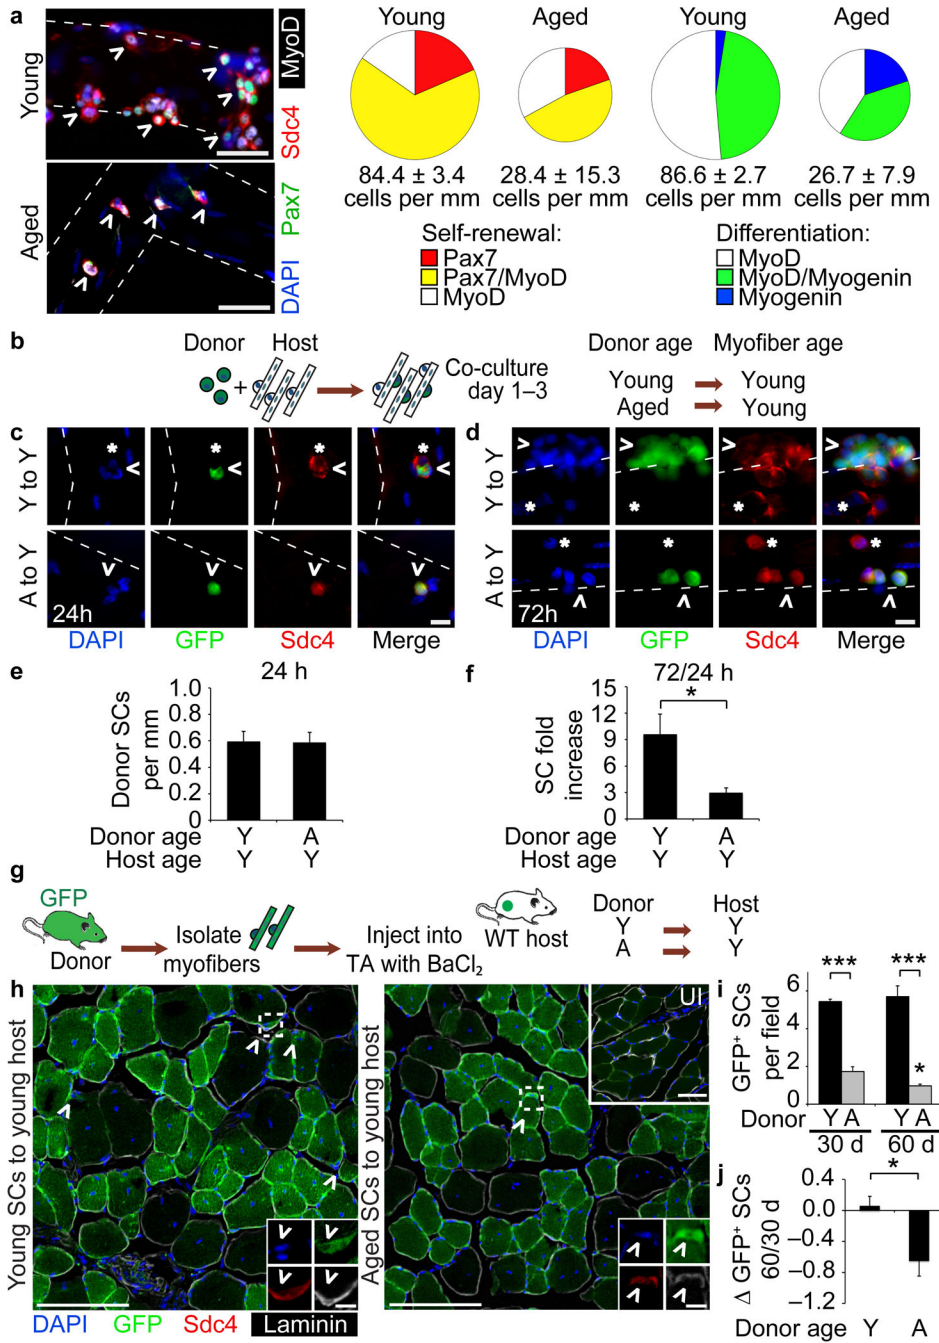 a
Young
Aged
MyoD
Sdc4
Pax7
DAPI
Young
Aged
Young
Aged
84.4 ± 3.4
cells per mm
28.4 ± 15.3
cells per mm
86.6 ± 2.7
cells per mm
26.7 ± 7.9
cells per mm
Self-renewal:
Pax7
Pax7/MyoD
MyoD
Differentiation:
MyoD
MyoD/Myogenin
Myogenin
b
Donor
Host
+
Co-culture
day 1–3
Donor age
Myofiber age
Young
Young
Aged
Young
c
Y to Y
*
*
*
*
A to Y
24h
DAPI
GFP
Sdc4
Merge
d
Y to Y
*
*
*
*
A to Y
*
*
*
*
72h
DAPI
GFP
Sdc4
Merge
e
24 h
Donor SCs
per mm
1.0
0.8
0.6
0.4
0.2
0
Donor age Y A
Host age Y Y
f
72/24 h
SC fold
increase
15
12
9
6
3
0
*
Donor age Y A
Host age Y Y
g
GFP
Donor
Isolate
myofibers
Inject into
TA with BaCl₂
WT host
Donor
Host
Y
Y
A
Y
h
Young SCs to young host
Aged SCs to young host
UI
DAPI
GFP
Sdc4
Laminin
i
GFP⁺ SCs
per field
6
4
2
0
***
***
*
Donor Y A Y A
30 d 60 d
j
Δ GFP⁺ SCs
60/30 d
0.4
0.0
–0.4
–0.8
–1.2
*
Donor age Y A